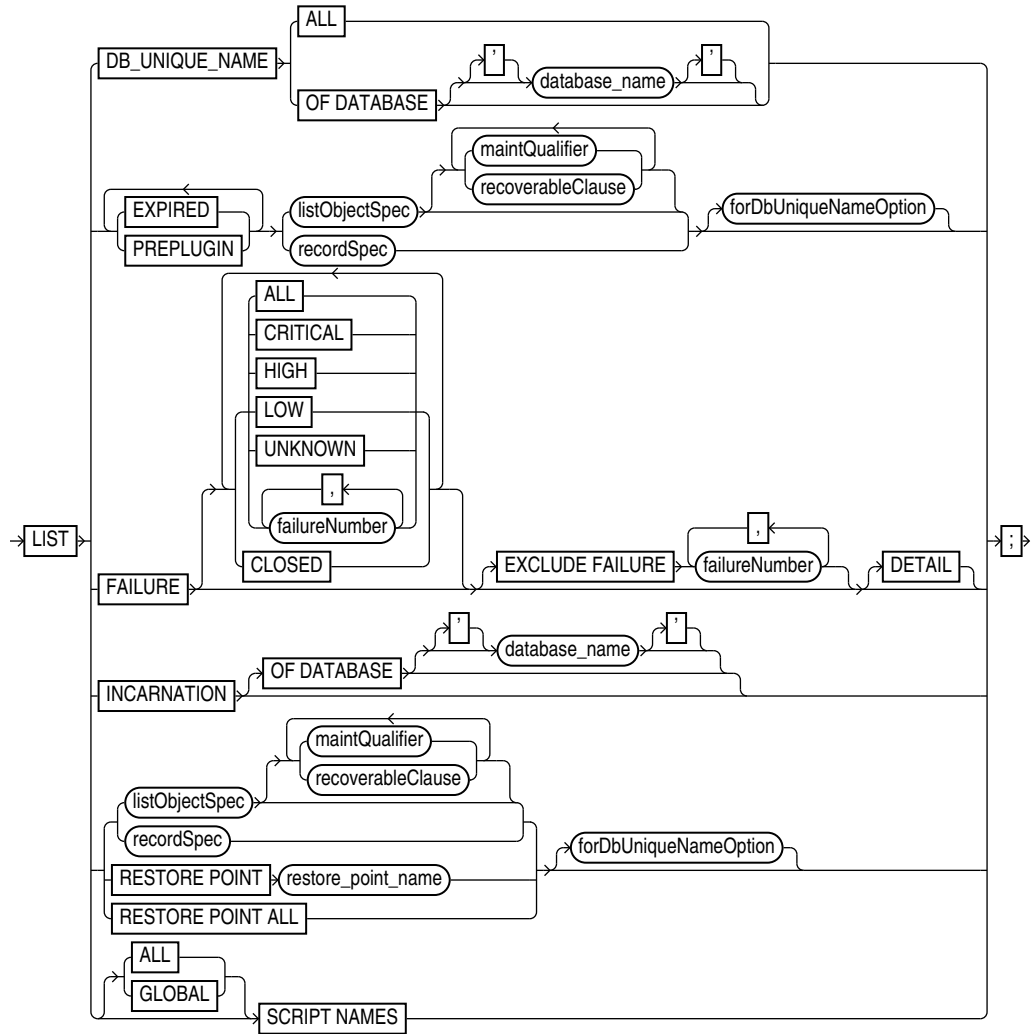 ALL
DB_UNIQUE_NAME
' '
database_name
OF DATABASE
maintQualifier
recoverableClause
EXPIRED
PREPLUGIN
listObjectSpec
recordSpec
forDbUniqueNameOption
ALL
CRITICAL
HIGH
LOW
UNKNOWN
,
failureNumber
CLOSED
LIST
FAILURE
EXCLUDE FAILURE
,
failureNumber
DETAIL
;
INCARNATION
OF DATABASE
' '
database_name
maintQualifier
recoverableClause
listObjectSpec
recordSpec
RESTORE POINT restore_point_name
RESTORE POINT ALL
forDbUniqueNameOption
ALL
GLOBAL
SCRIPT NAMES